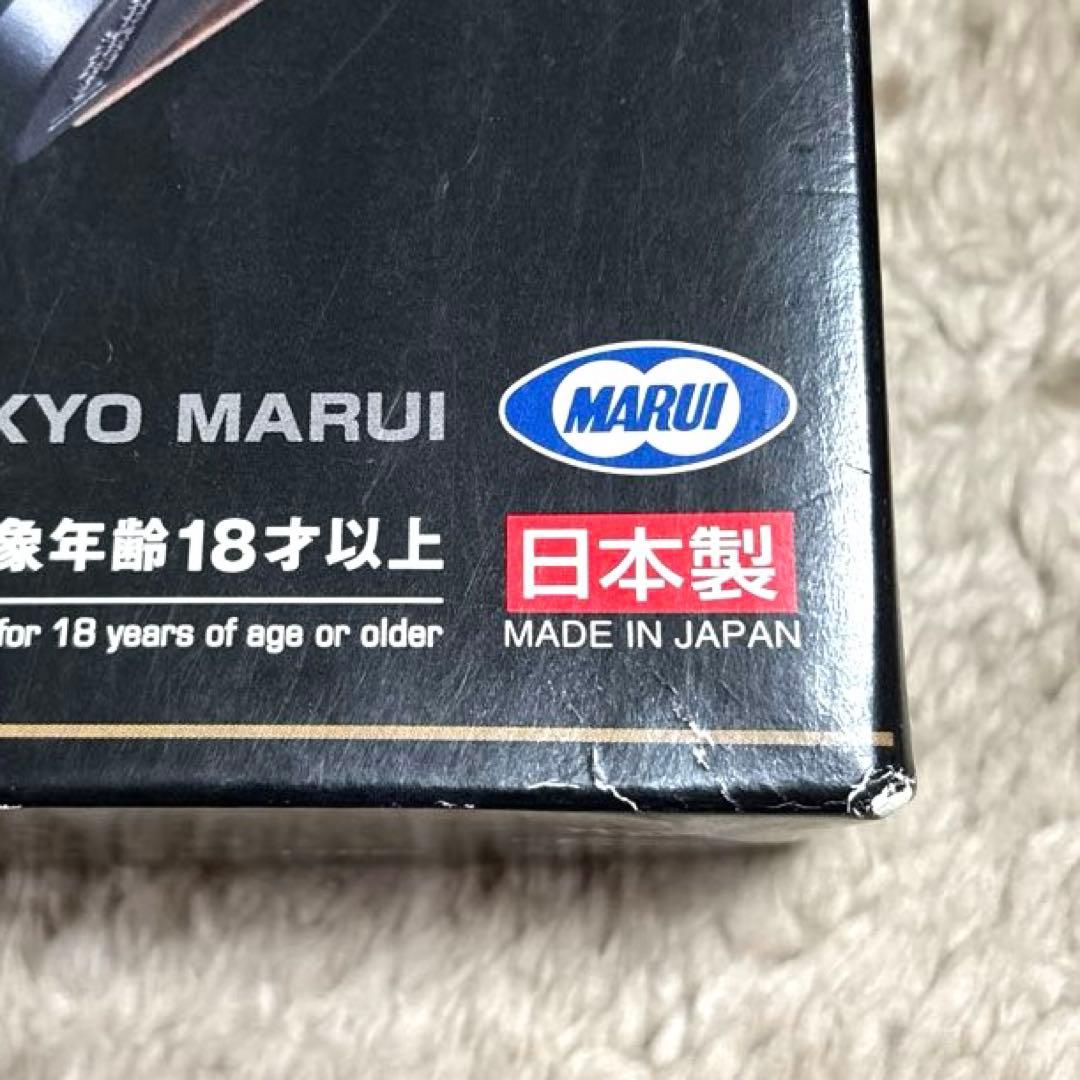 KYO MARUI
MARUI
象年齢18才以上
for 18 years of age or older
日本製
MADE IN JAPAN